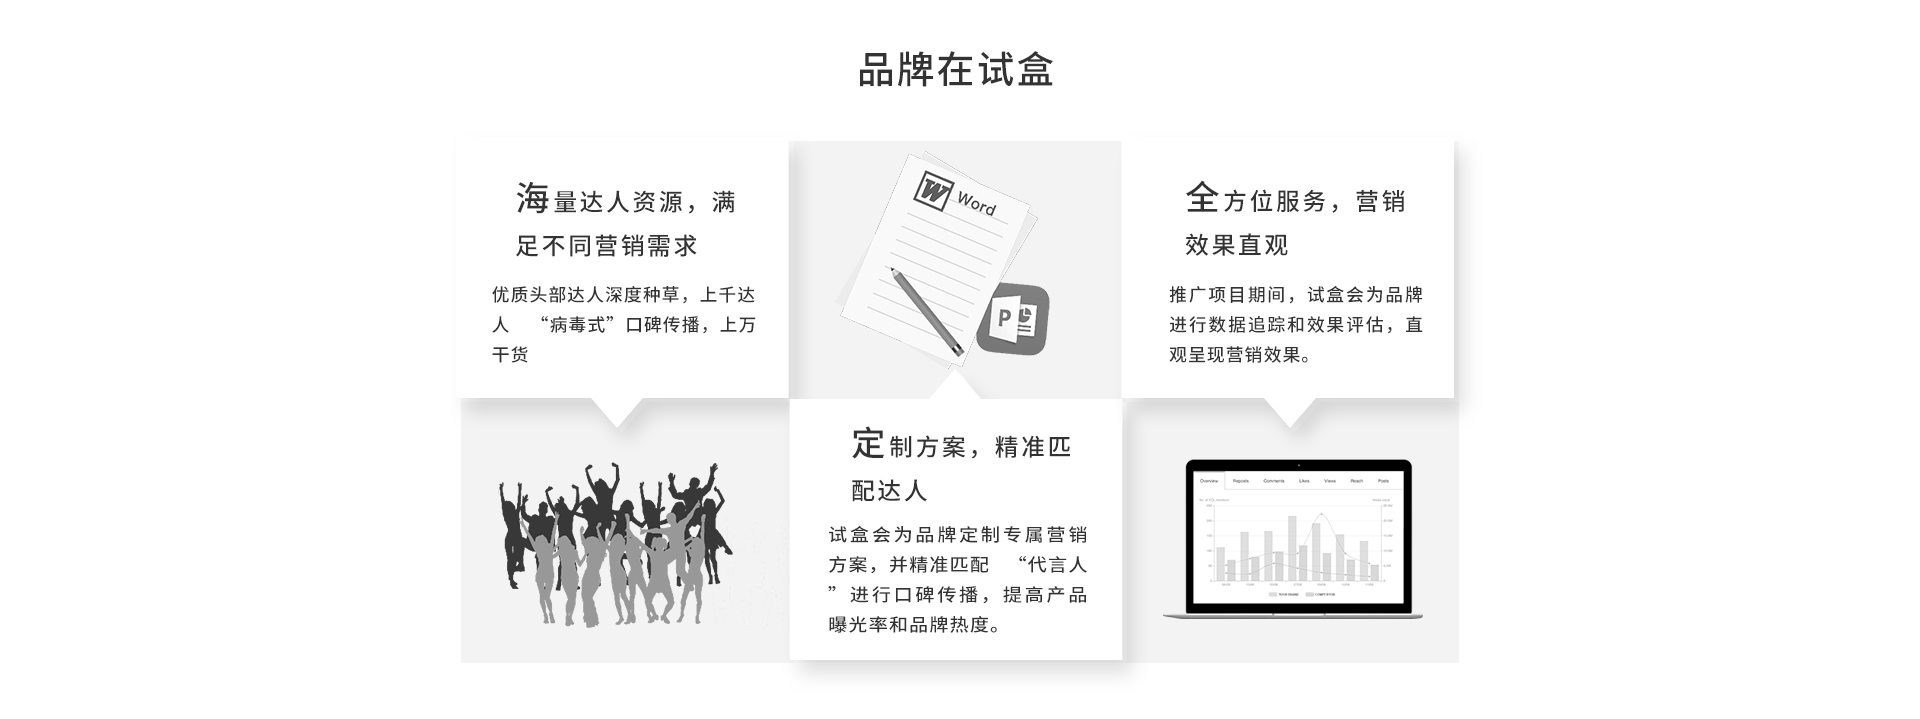 品牌在试盒
海量达人资源，满
足不同营销需求
优质头部达人深度种草，上千达
人 “病毒式”口碑传播，上万
干货
Word
P
全方位服务，营销
效果直观
推广项目期间，试盒会为品牌
进行数据追踪和效果评估，直
观呈现营销效果。
定制方案，精准匹
配达人
试盒会为品牌定制专属营销
方案，并精准匹配 “代言人
”进行口碑传播，提高产品
曝光率和品牌热度。
Overview Reposts Comments Likes Views Reach Posts